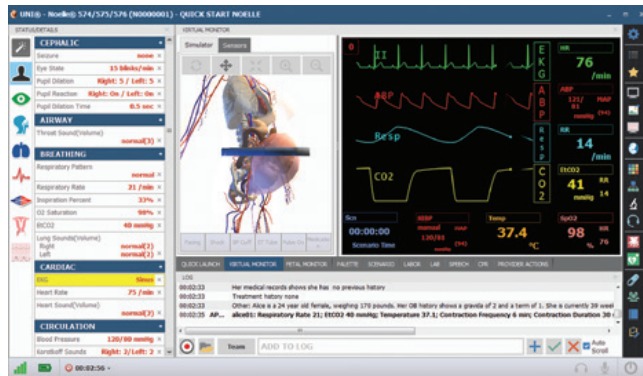 UNI® - Noelle® 574/575/576 (N0000001) - QUICK START NOELLE
STATUS/DETAILS
CEPHALIC
Seizure none
Eye State 15 blinks/min
Pupil Dilation Right: 5 / Left: 5
Pupil Reaction Right: On / Left: On
Pupil Dilation Time 0.5 sec
AIRWAY
Throat Sound(Volume)
normal(3)
BREATHING
Respiratory Pattern
normal
Respiratory Rate 21 /min
Inspiration Percent 33%
O2 Saturation 98%
EtCO2 40 mmHg
Lung Sounds(Volume)
Right normal(2)
Left normal(2)
CARDIAC
EKG Sinus
Heart Rate 75 /min
Heart Sound(Volume)
normal(2)
CIRCULATION
Blood Pressure 120/80 mmHg
Korotkoff Sounds Right: 2/Left: 2
00:02:56
VIRTUAL MONITOR
Simulator Sensors
0
II
ABP
Resp
CO2
EKG
ABP
Resp
CO2
HR
76
/min
ABP
121/
81
MAP
(94)
mmHg
RR
14
/min
EtCO2
41
RR
14
mmHg
Scn
00:00:00
Scenario Time
NIBP
manual
120/81
mmHg
Temp
37.4
°C
SpO2
98
%
HR
76
QUICK LAUNCH VIRTUAL MONITOR FETAL MONITOR PALETTE SCENARIO LABOR LAB SPEECH CPR PROVIDER ACTIONS
LOG
00:02:33 Her medical records shows she has no previous history
00:02:33 Treatment history none
00:02:33 Other: Alice is a 24 year old female, weighing 170 pounds. Her OB history shows a gravida of 2 and a term of 1. She is currently 39 week
00:02:35 AP... alice01: Respiratory Rate 21; EtCO2 40 mmHg; Temperature 37.1; Contraction Frequency 6 min; Contraction Duration 30
Team ADD TO LOG
Auto
Scroll